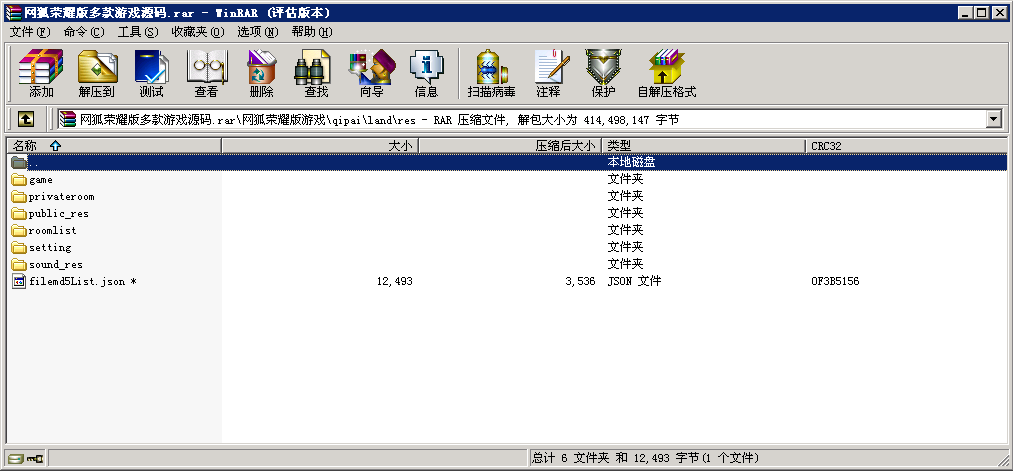 网狐荣耀版多款游戏源码.rar - WinRAR (评估版本)
文件(F) 命令(C) 工具(S) 收藏夹(O) 选项(N) 帮助(H)
添加 解压到 测试 查看 删除 查找 向导 信息 扫描病毒 注释 保护 自解压格式
网狐荣耀版多款游戏源码.rar\网狐荣耀版游戏\qipai\land\res - RAR 压缩文件, 解包大小为 414,498,147 字节
名称 大小 压缩后大小 类型 CRC32
.. 本地磁盘
game 文件夹
privateroom 文件夹
public_res 文件夹
roomlist 文件夹
setting 文件夹
sound_res 文件夹
filemd5List.json * 12,493 3,536 JSON 文件 0F3B5156
总计 6 文件夹 和 12,493 字节(1 个文件)